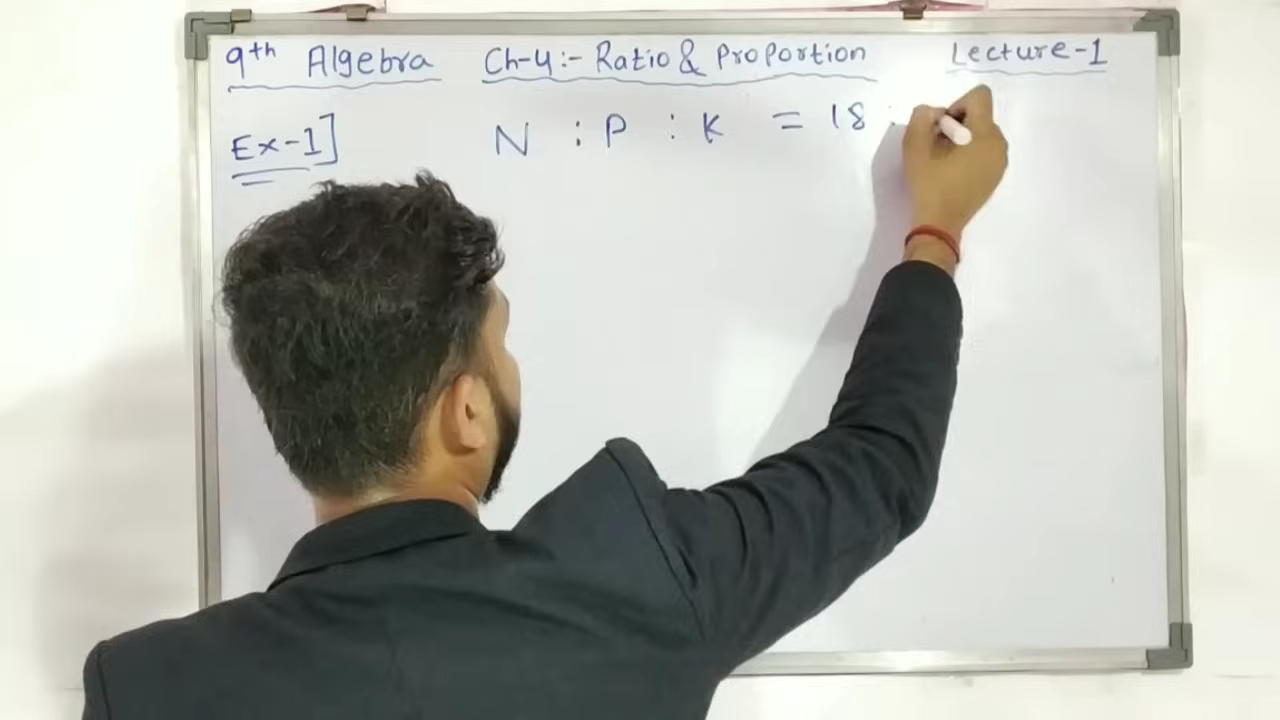 9th Algebra Ch-4:- Ratio & Proportion Lecture-1
Ex-1] N : P : K = 18 :